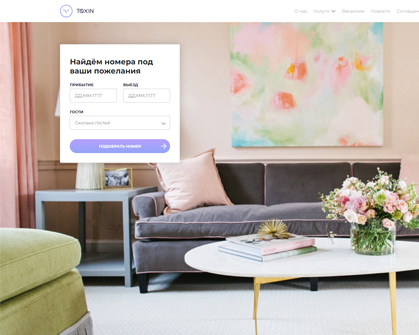 TOXIN
О нас
Услуги
Вакансии
Новости
Соглашен
Найдём номера под
ваши пожелания
ПРИБЫТИЕ
ВЫЕЗД
ДД.ММ.ГГГГ
ДД.ММ.ГГГГ
ГОСТИ
Сколько гостей
ПОДОБРАТЬ НОМЕР